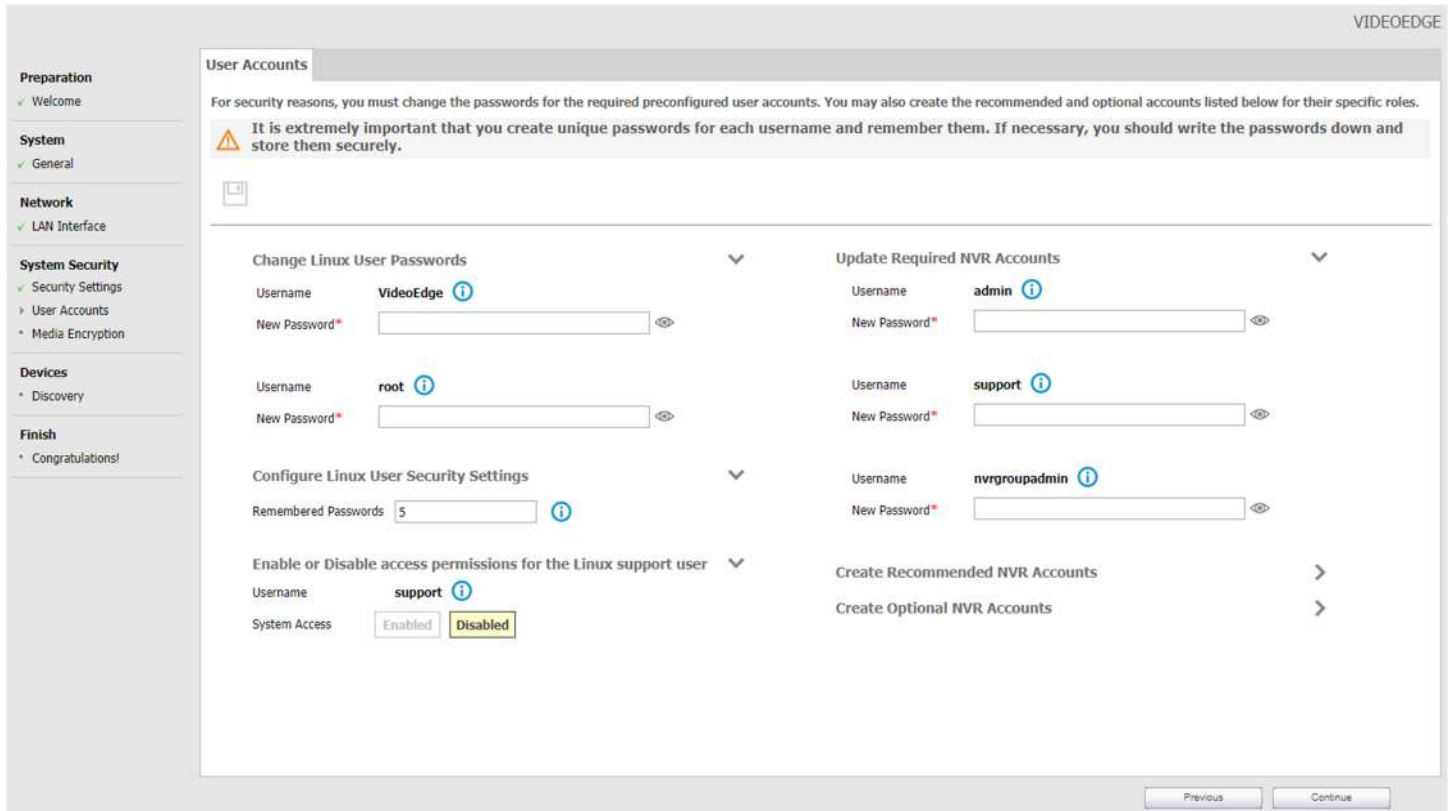 VIDEOEDGE
Preparation
Welcome
System
General
Network
LAN Interface
System Security
Security Settings
User Accounts
Media Encryption
Devices
Discovery
Finish
Congratulations!
User Accounts
For security reasons, you must change the passwords for the required preconfigured user accounts. You may also create the recommended and optional accounts listed below for their specific roles.
It is extremely important that you create unique passwords for each username and remember them. If necessary, you should write the passwords down and
store them securely.
Change Linux User Passwords
Username VideoEdge
New Password*
Username root
New Password*
Configure Linux User Security Settings
Remembered Passwords 5
Enable or Disable access permissions for the Linux support user
Username support
System Access Enabled Disabled
Update Required NVR Accounts
Username admin
New Password*
Username support
New Password*
Username nvrgroupadmin
New Password*
Create Recommended NVR Accounts
Create Optional NVR Accounts
Previous Continue